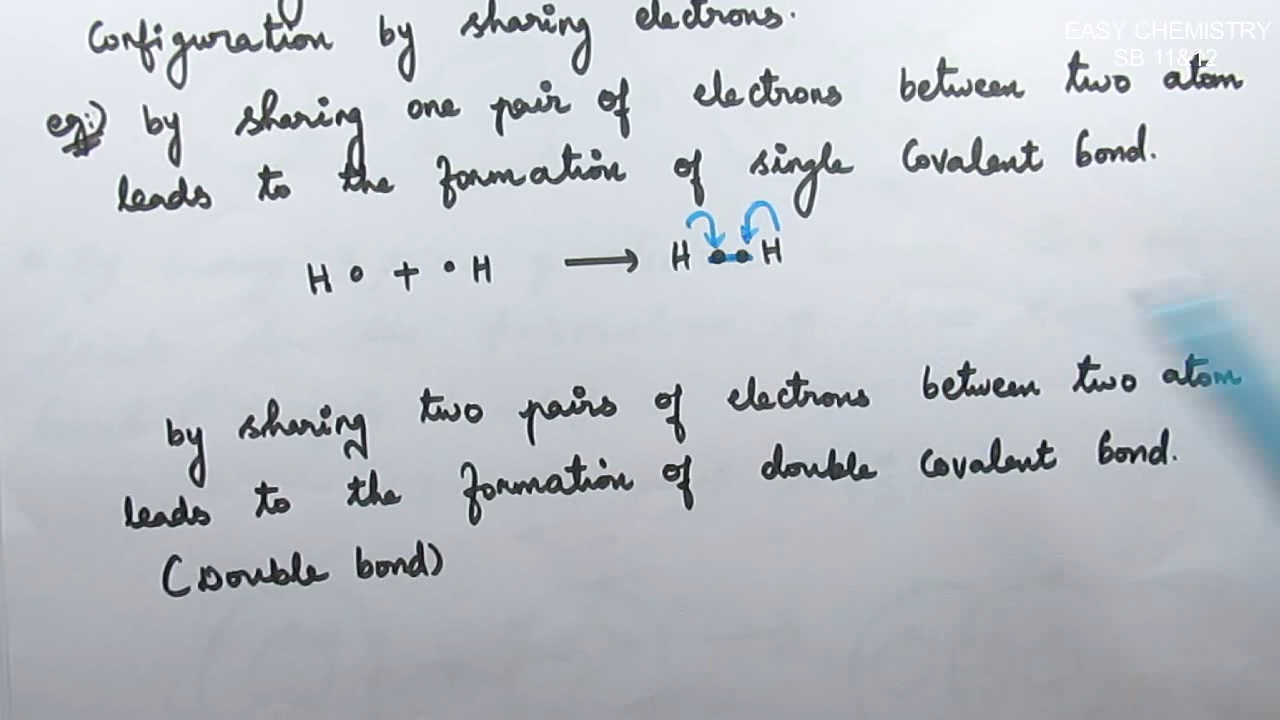 Configuration by sharing electrons.
EASY CHEMISTRY
SB 11&12
eg:) by sharing one pair of electrons between two atom
leads to the formation of single covalent bond.
H • + • H ⟶ H •• H
by sharing two pairs of electrons between two atom
leads to the formation of double covalent bond.
(Double bond)